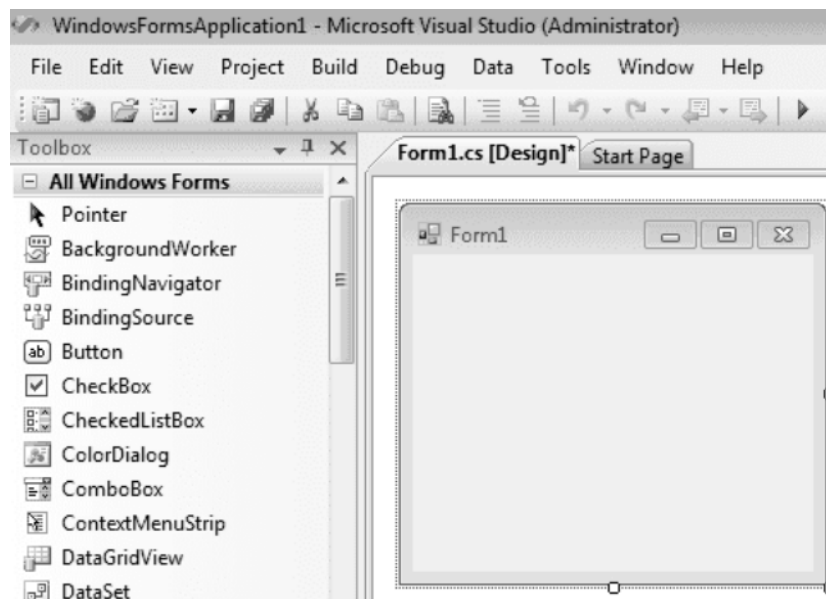 WindowsFormsApplication1 - Microsoft Visual Studio (Administrator)
File Edit View Project Build Debug Data Tools Window Help
Toolbox
Form1.cs [Design]* Start Page
All Windows Forms
Pointer
Form1
BackgroundWorker
BindingNavigator
BindingSource
ab Button
CheckBox
CheckedListBox
ColorDialog
ComboBox
ContextMenuStrip
DataGridView
DataSet